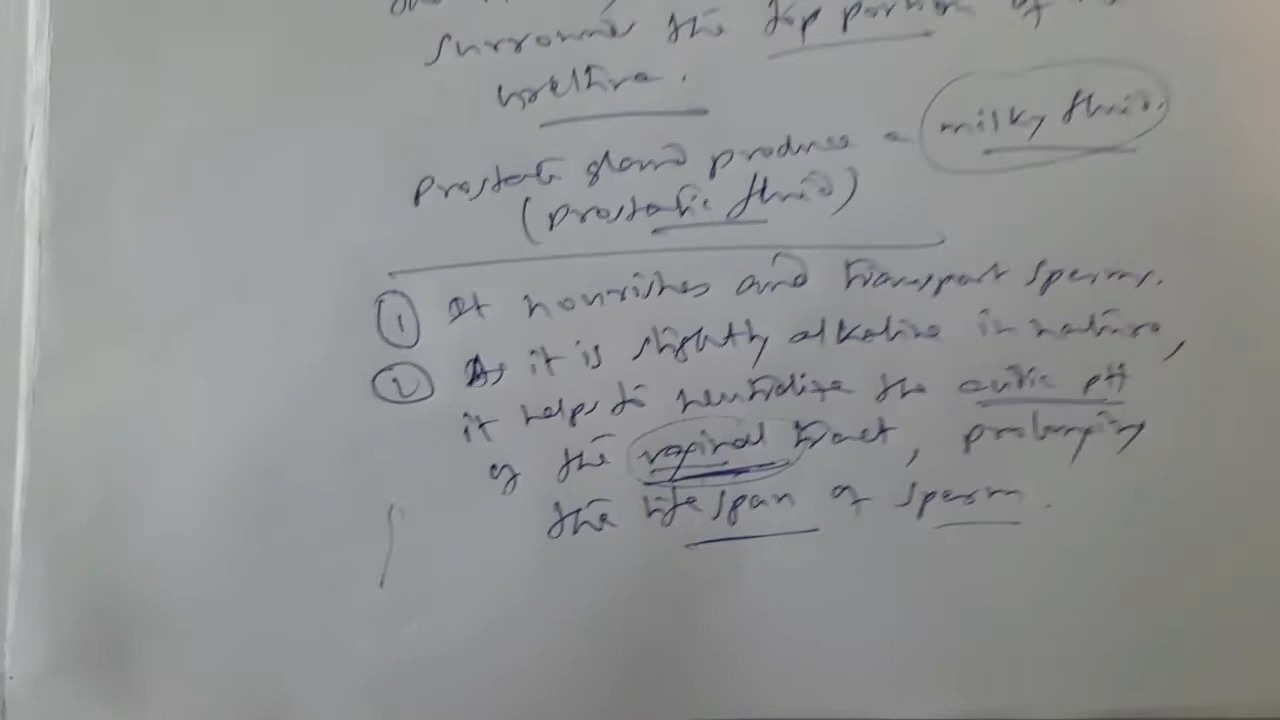 surrounds the top portion of
urethra.
Prostate gland produces a milky fluid.
(Prostatic fluid)
1 It nourishes and transport sperms.
2 As it is slightly alkaline in nature,
it helps to neutralize the acidic pH
of the vaginal tract, prolonging
the life span of sperm.